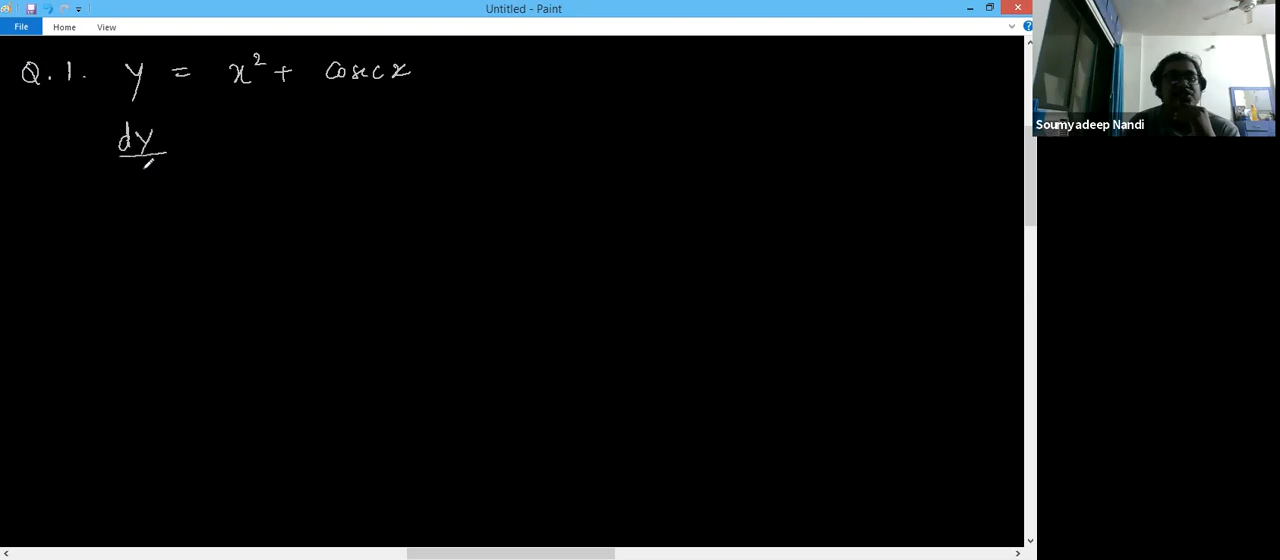 Untitled - Paint
File Home View
Q. 1. y = x² + cosec x
dy
Soumyadeep Nandi